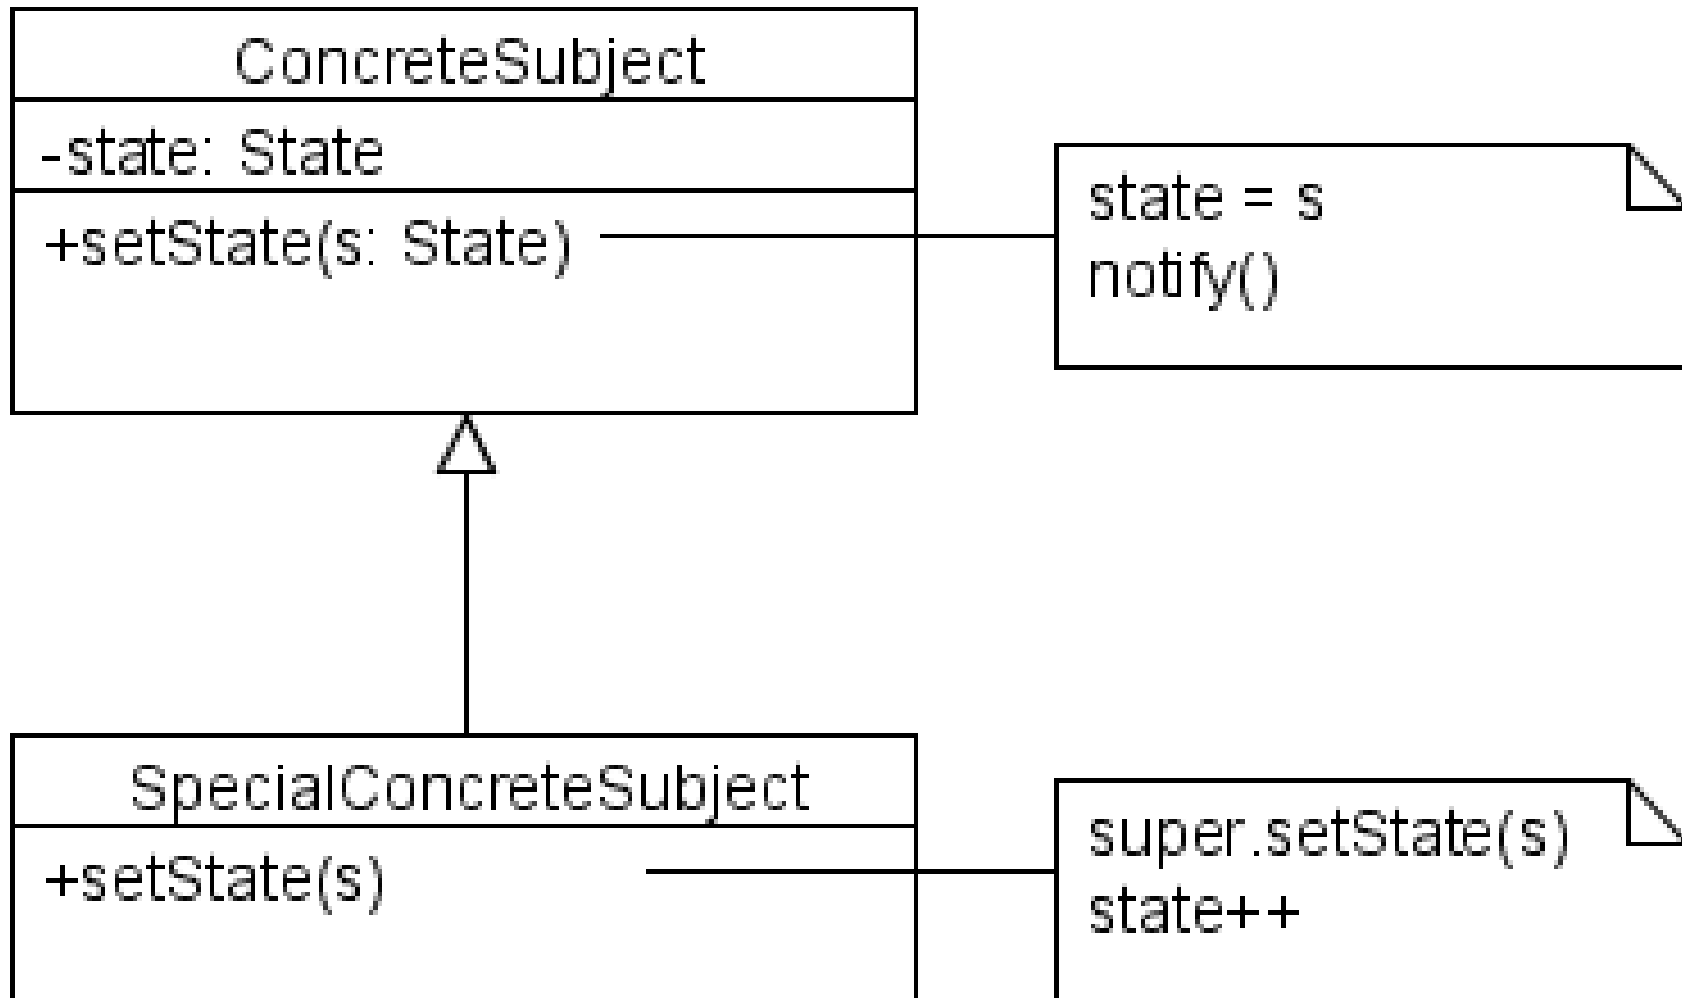 ConcreteSubject
-state: State
+setState(s: State)
state = s
notify()
SpecialConcreteSubject
+setState(s)
super.setState(s)
state++